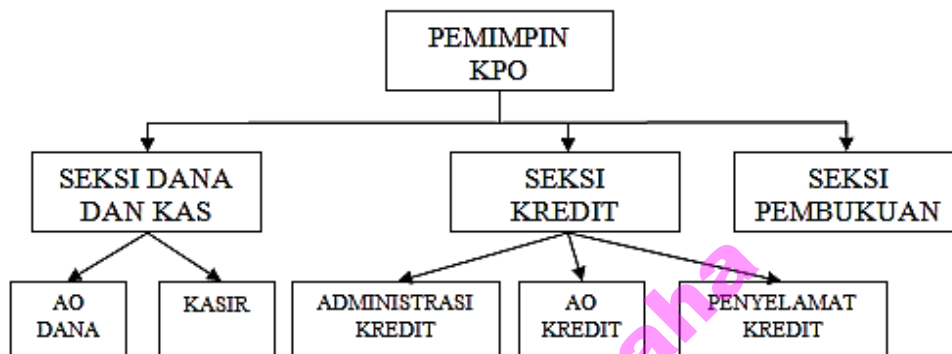 PEMIMPIN
KPO
SEKSI DANA
DAN KAS
SEKSI
KREDIT
SEKSI
PEMBUKUAN
AO
DANA
KASIR
ADMINISTRASI
KREDIT
AO
KREDIT
PENYELAMAT
KREDIT
aha